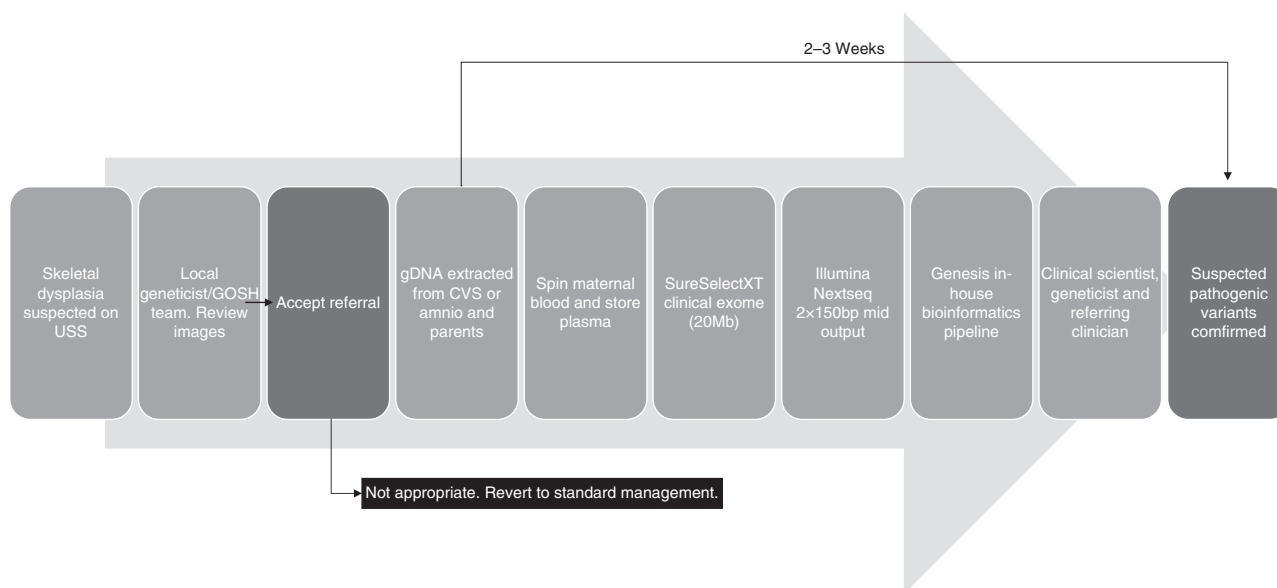 2–3 Weeks
Skeletal
dysplasia
suspected on
USS
Local
geneticist/GOSH
team. Review
images
Accept referral
gDNA extracted
from CVS or
amnio and
parents
Spin maternal
blood and store
plasma
SureSelectXT
clinical exome
(20Mb)
Illumina
Nextseq
2×150bp mid
output
Genesis in-
house
bioinformatics
pipeline
Clinical scientist,
geneticist and
referring
clinician
Suspected
pathogenic
variants
comfirmed
Not appropriate. Revert to standard management.